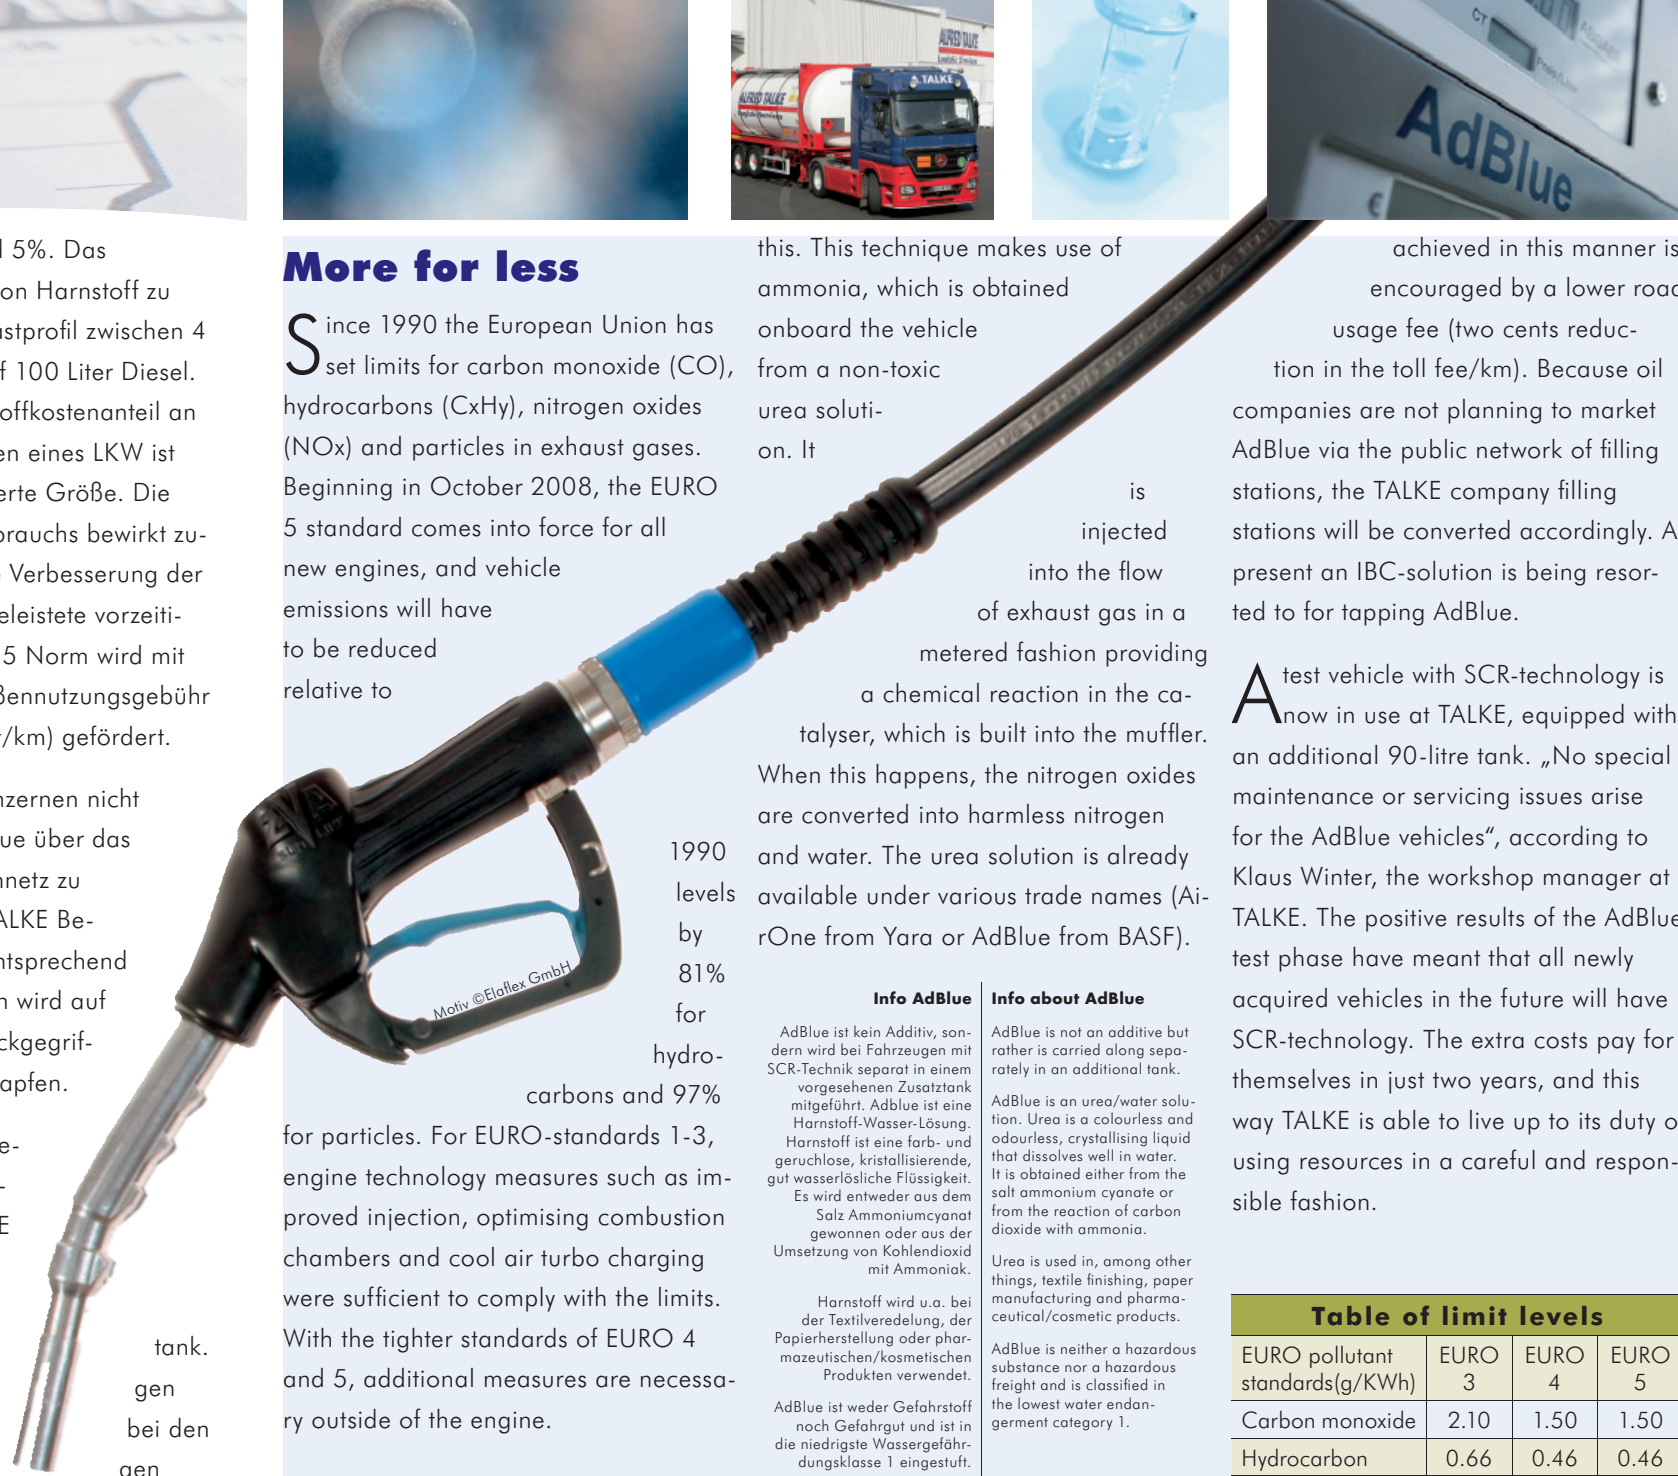 ALFRED TALKE
Logistic Services
A.TALKE
ALFRED TALKE
Logistic Services
CT
Preis/Liter
€
AdBlue
5%. Das
on Harnstoff zu
astprofil zwischen 4
f 100 Liter Diesel.
offkostenanteil an
en eines LKW ist
erte Größe. Die
brauchs bewirkt zu-
e Verbesserung der
eleistete vorzeiti-
5 Norm wird mit
ßennutzungsgebühr
/km) gefördert.
nzernen nicht
ue über das
nnetz zu
ALKE Be-
ntsprechend
n wird auf
ckgegrif-
apfen.
e-
-
E
tank.
gen
bei den
gen
More for less
Since 1990 the European Union has
set limits for carbon monoxide (CO),
hydrocarbons (CxHy), nitrogen oxides
(NOx) and particles in exhaust gases.
Beginning in October 2008, the EURO
5 standard comes into force for all
new engines, and vehicle
emissions will have
to be reduced
relative to
1990
levels
by
81%
for
hydro-
carbons and 97%
for particles. For EURO-standards 1-3,
engine technology measures such as im-
proved injection, optimising combustion
chambers and cool air turbo charging
were sufficient to comply with the limits.
With the tighter standards of EURO 4
and 5, additional measures are necessa-
ry outside of the engine.
ZVA
Motiv ©Elaflex GmbH
this. This technique makes use of
ammonia, which is obtained
onboard the vehicle
from a non-toxic
urea soluti-
on. It
is
injected
into the flow
of exhaust gas in a
metered fashion providing
a chemical reaction in the ca-
talyser, which is built into the muffler.
When this happens, the nitrogen oxides
are converted into harmless nitrogen
and water. The urea solution is already
available under various trade names (Ai-
rOne from Yara or AdBlue from BASF).
Info AdBlue
AdBlue ist kein Additiv, son-
dern wird bei Fahrzeugen mit
SCR-Technik separat in einem
vorgesehenen Zusatztank
mitgeführt. Adblue ist eine
Harnstoff-Wasser-Lösung.
Harnstoff ist eine farb- und
geruchlose, kristallisierende,
gut wasserlösliche Flüssigkeit.
Es wird entweder aus dem
Salz Ammoniumcyanat
gewonnen oder aus der
Umsetzung von Kohlendioxid
mit Ammoniak.
Harnstoff wird u.a. bei
der Textilveredelung, der
Papierherstellung oder phar-
mazeutischen/kosmetischen
Produkten verwendet.
AdBlue ist weder Gefahrstoff
noch Gefahrgut und ist in
die niedrigste Wassergefähr-
dungsklasse 1 eingestuft.
Info about AdBlue
AdBlue is not an additive but
rather is carried along sepa-
rately in an additional tank.
AdBlue is an urea/water solu-
tion. Urea is a colourless and
odourless, crystallising liquid
that dissolves well in water.
It is obtained either from the
salt ammonium cyanate or
from the reaction of carbon
dioxide with ammonia.
Urea is used in, among other
things, textile finishing, paper
manufacturing and pharma-
ceutical/cosmetic products.
AdBlue is neither a hazardous
substance nor a hazardous
freight and is classified in
the lowest water endan-
germent category 1.
achieved in this manner is
encouraged by a lower road
usage fee (two cents reduc-
tion in the toll fee/km). Because oil
companies are not planning to market
AdBlue via the public network of filling
stations, the TALKE company filling
stations will be converted accordingly. A
present an IBC-solution is being resor-
ted to for tapping AdBlue.
A test vehicle with SCR-technology is
now in use at TALKE, equipped with
an additional 90-litre tank. „No special
maintenance or servicing issues arise
for the AdBlue vehicles“, according to
Klaus Winter, the workshop manager at
TALKE. The positive results of the AdBlue
test phase have meant that all newly
acquired vehicles in the future will have
SCR-technology. The extra costs pay for
themselves in just two years, and this
way TALKE is able to live up to its duty o
using resources in a careful and respon-
sible fashion.
Table of limit levels
EURO pollutant standards(g/KWh) EURO 3 EURO 4 EURO 5
Carbon monoxide 2.10 1.50 1.50
Hydrocarbon 0.66 0.46 0.46